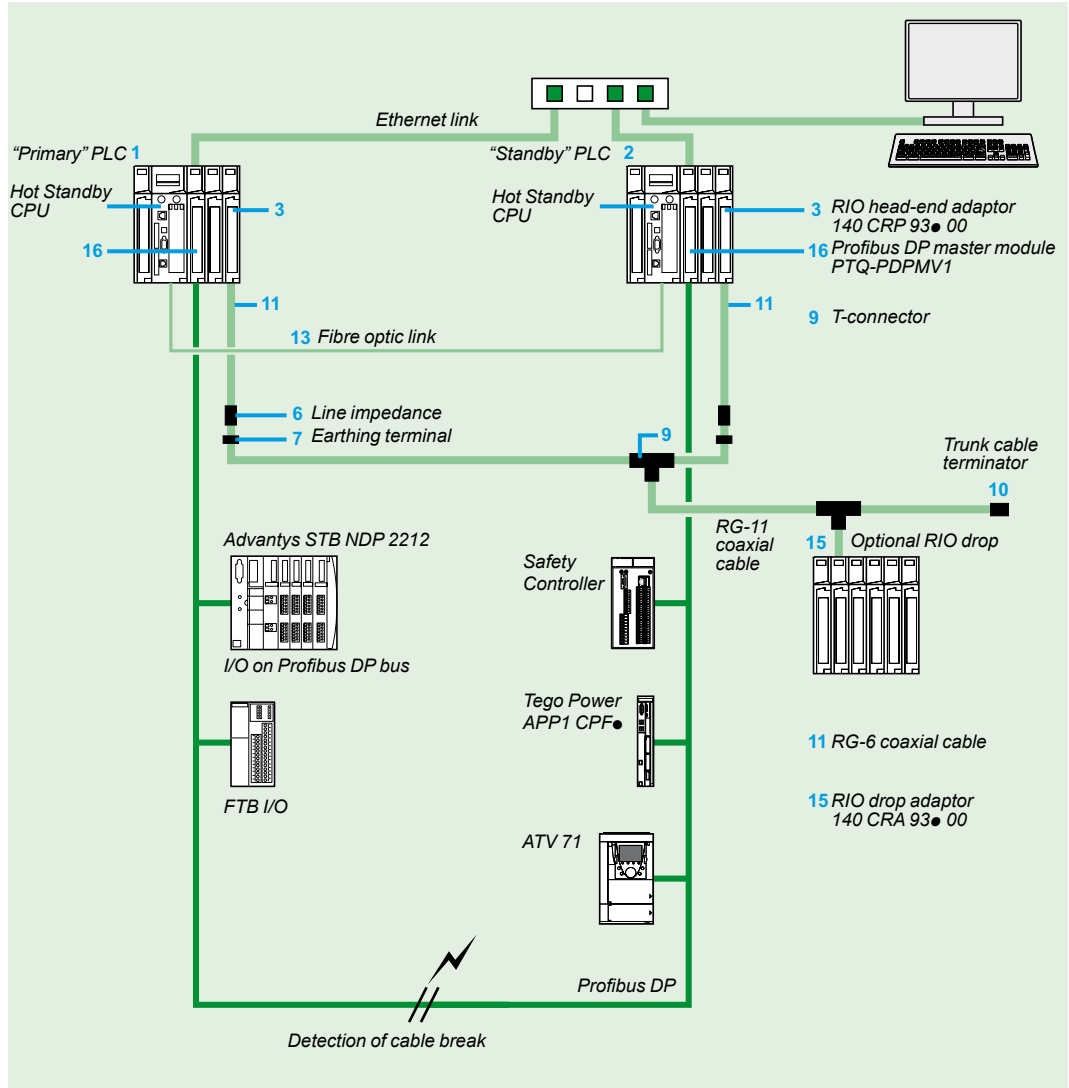 Ethernet link
"Primary" PLC 1
"Standby" PLC 2
Hot Standby
CPU
3
16
Hot Standby
CPU
3 RIO head-end adaptor
140 CRP 93● 00
16 Profibus DP master module
PTQ-PDPMV1
11
11
9 T-connector
13 Fibre optic link
6 Line impedance
7 Earthing terminal
9
Trunk cable
terminator
10
RG-11
coaxial
cable
15 Optional RIO drop
Advantys STB NDP 2212
I/O on Profibus DP bus
Safety
Controller
FTB I/O
Tego Power
APP1 CPF●
11 RG-6 coaxial cable
15 RIO drop adaptor
140 CRA 93● 00
ATV 71
Profibus DP
Detection of cable break